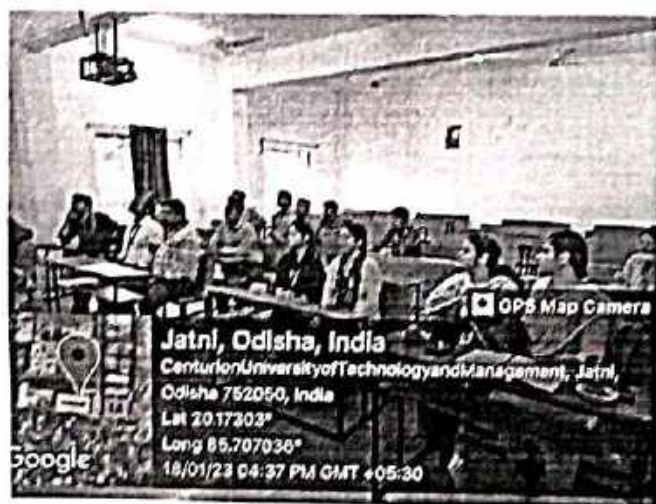 GPS Map Camera
Jatni, Odisha, India
CenturionUniversityofTechnologyandManagement, Jatni,
Odisha 752050, India
Lat 20.17303°
Long 85.707036°
18/01/23 04:37 PM GMT +05:30
Google